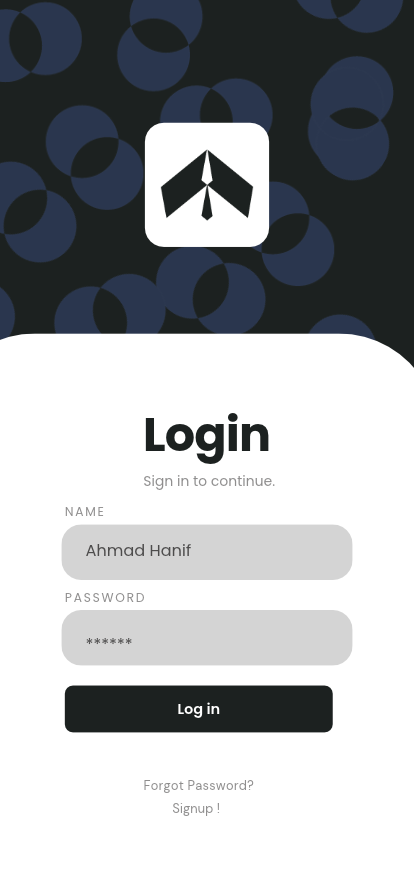 Login
Sign in to continue.
NAME
Ahmad Hanif
PASSWORD
******
Log in
Forgot Password?
Signup !